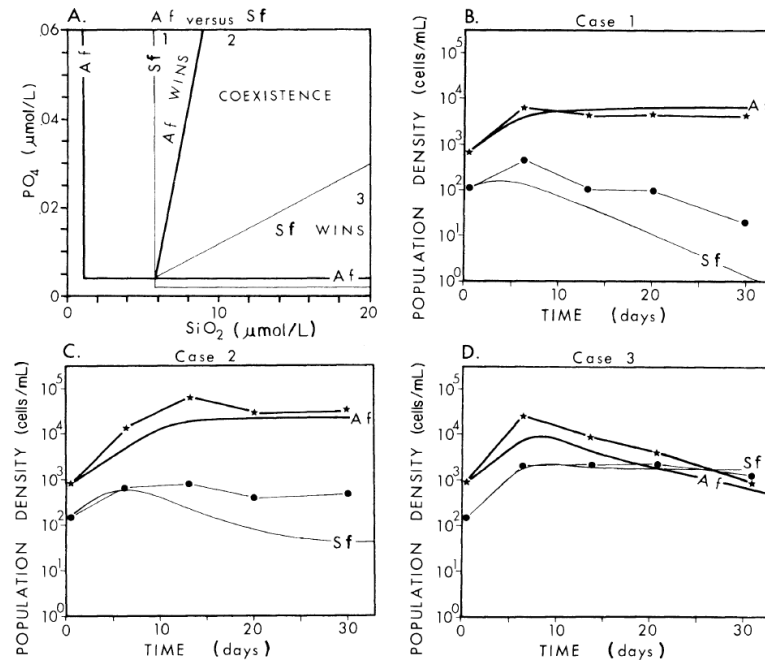 A. Af versus Sf
.06
.04
.02
0
PO4 (μmol/L)
Af
Sf
1
Af WINS
2
COEXISTENCE
3
Sf WINS
Af
0 10 20
SiO2 (μmol/L)
B. Case 1
POPULATION DENSITY (cells/mL)
10^5
10^4
10^3
10^2
10^1
10^0
A
Sf
0 10 20 30
TIME (days)
C. Case 2
POPULATION DENSITY (cells/mL)
10^5
10^4
10^3
10^2
10^1
10^0
Af
Sf
0 10 20 30
TIME (days)
D. Case 3
POPULATION DENSITY (cells/mL)
10^5
10^4
10^3
10^2
10^1
10^0
Sf
Af
0 10 20 30
TIME (days)